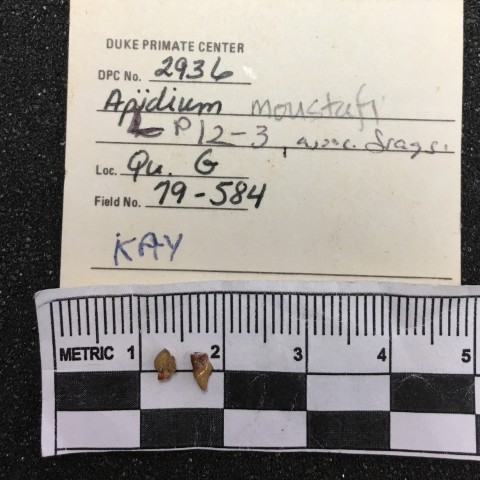 DUKE PRIMATE CENTER
DPC No. 2936
Apidium moustafi
L P 12-3, assoc. frags.
Loc. Qu. G
Field No. 79-584
KAY
METRIC 1 2 3 4 5